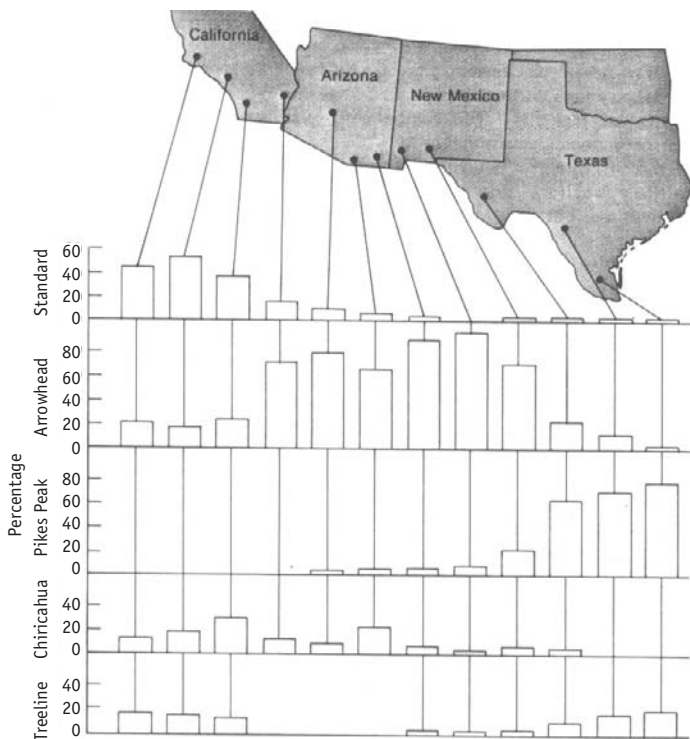 California
Arizona
New Mexico
Texas
Percentage
Standard
60
40
20
0
Arrowhead
80
60
40
20
0
Pikes Peak
80
60
40
20
0
Chiricahua
40
20
0
Treeline
40
20
0